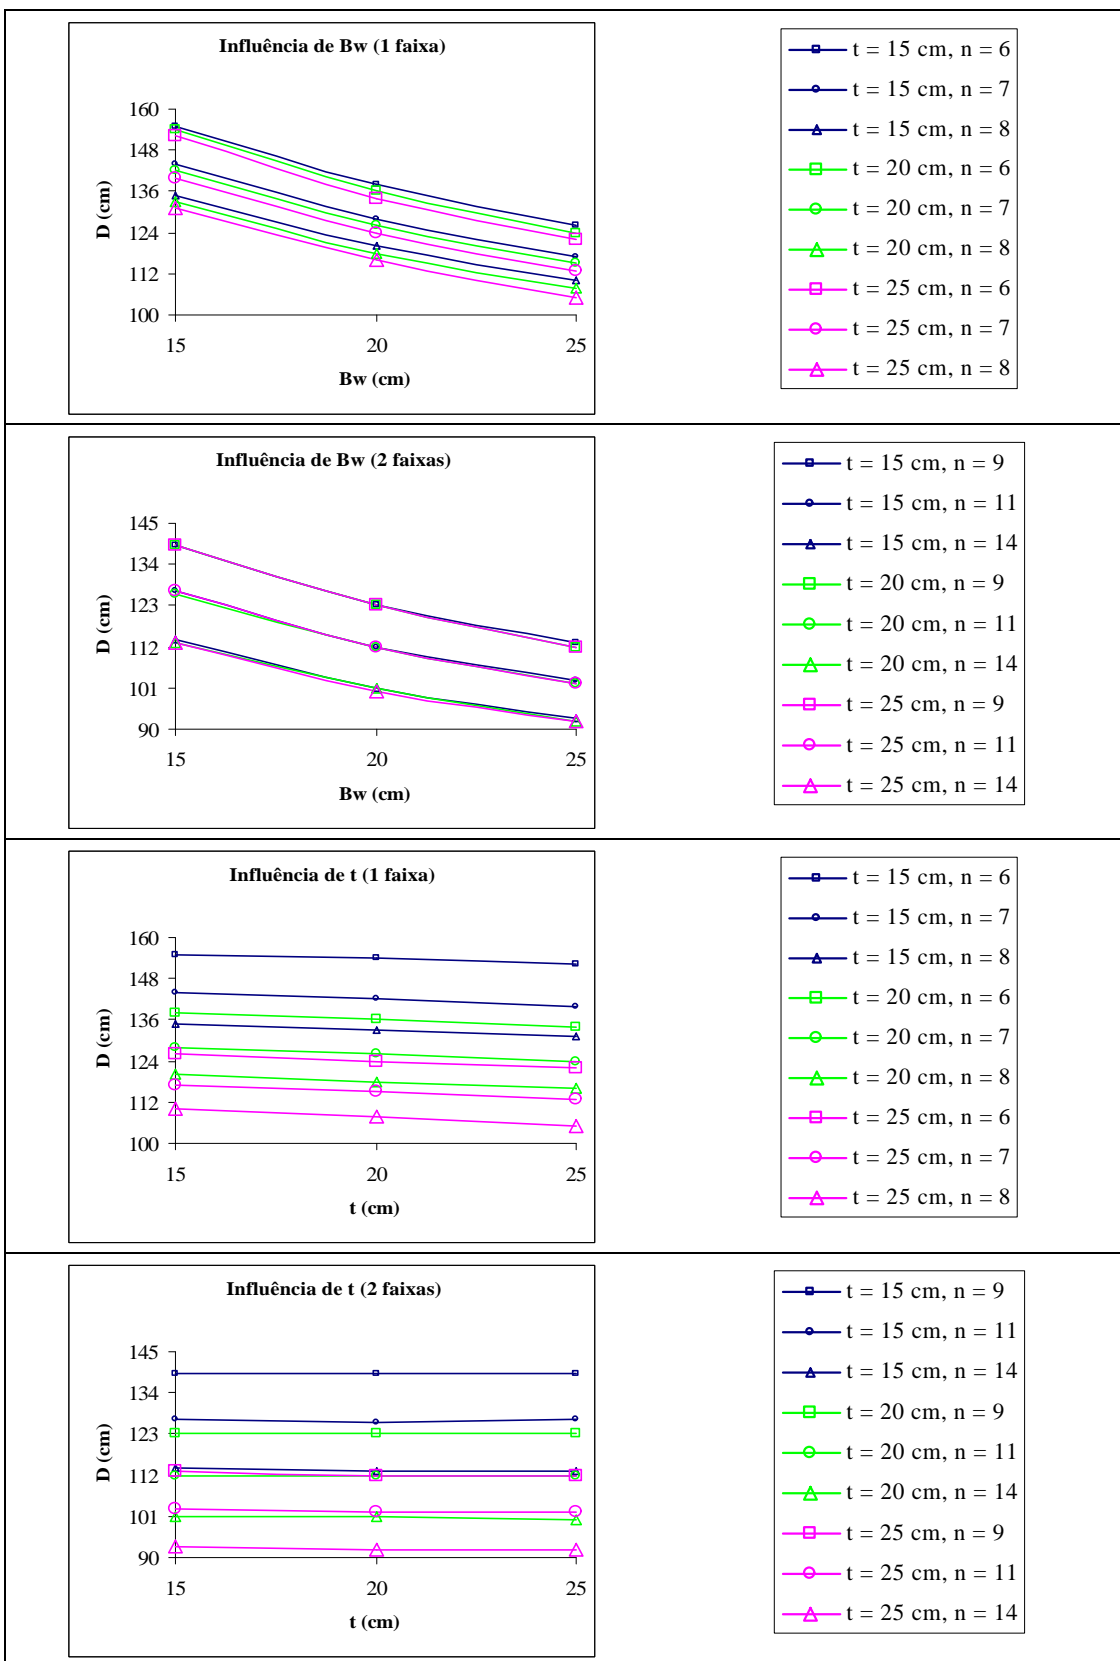 Influência de Bw (1 faixa)
160
148
136
124
112
100
D (cm)
15 20 25
Bw (cm)
t = 15 cm, n = 6
t = 15 cm, n = 7
t = 15 cm, n = 8
t = 20 cm, n = 6
t = 20 cm, n = 7
t = 20 cm, n = 8
t = 25 cm, n = 6
t = 25 cm, n = 7
t = 25 cm, n = 8
Influência de Bw (2 faixas)
145
134
123
112
101
90
D (cm)
15 20 25
Bw (cm)
t = 15 cm, n = 9
t = 15 cm, n = 11
t = 15 cm, n = 14
t = 20 cm, n = 9
t = 20 cm, n = 11
t = 20 cm, n = 14
t = 25 cm, n = 9
t = 25 cm, n = 11
t = 25 cm, n = 14
Influência de t (1 faixa)
160
148
136
124
112
100
D (cm)
15 20 25
t (cm)
t = 15 cm, n = 6
t = 15 cm, n = 7
t = 15 cm, n = 8
t = 20 cm, n = 6
t = 20 cm, n = 7
t = 20 cm, n = 8
t = 25 cm, n = 6
t = 25 cm, n = 7
t = 25 cm, n = 8
Influência de t (2 faixas)
145
134
123
112
101
90
D (cm)
15 20 25
t (cm)
t = 15 cm, n = 9
t = 15 cm, n = 11
t = 15 cm, n = 14
t = 20 cm, n = 9
t = 20 cm, n = 11
t = 20 cm, n = 14
t = 25 cm, n = 9
t = 25 cm, n = 11
t = 25 cm, n = 14